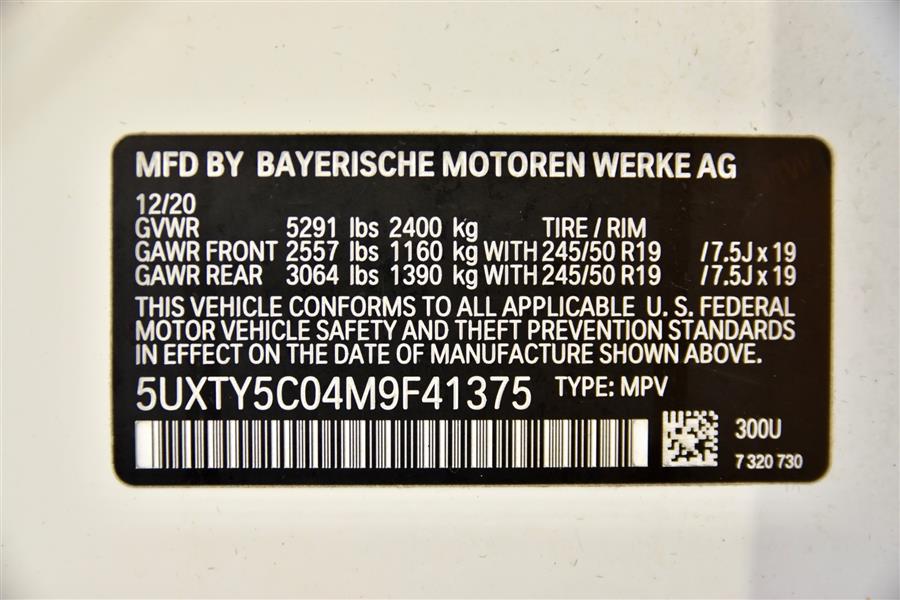 MFD BY BAYERISCHE MOTOREN WERKE AG
12/20
GVWR 5291 lbs 2400 kg TIRE / RIM
GAWR FRONT 2557 lbs 1160 kg WITH 245/50 R19 /7.5J x 19
GAWR REAR 3064 lbs 1390 kg WITH 245/50 R19 /7.5J x 19
THIS VEHICLE CONFORMS TO ALL APPLICABLE U. S. FEDERAL
MOTOR VEHICLE SAFETY AND THEFT PREVENTION STANDARDS
IN EFFECT ON THE DATE OF MANUFACTURE SHOWN ABOVE.
5UXTY5C04M9F41375 TYPE: MPV
300U
7 320 730